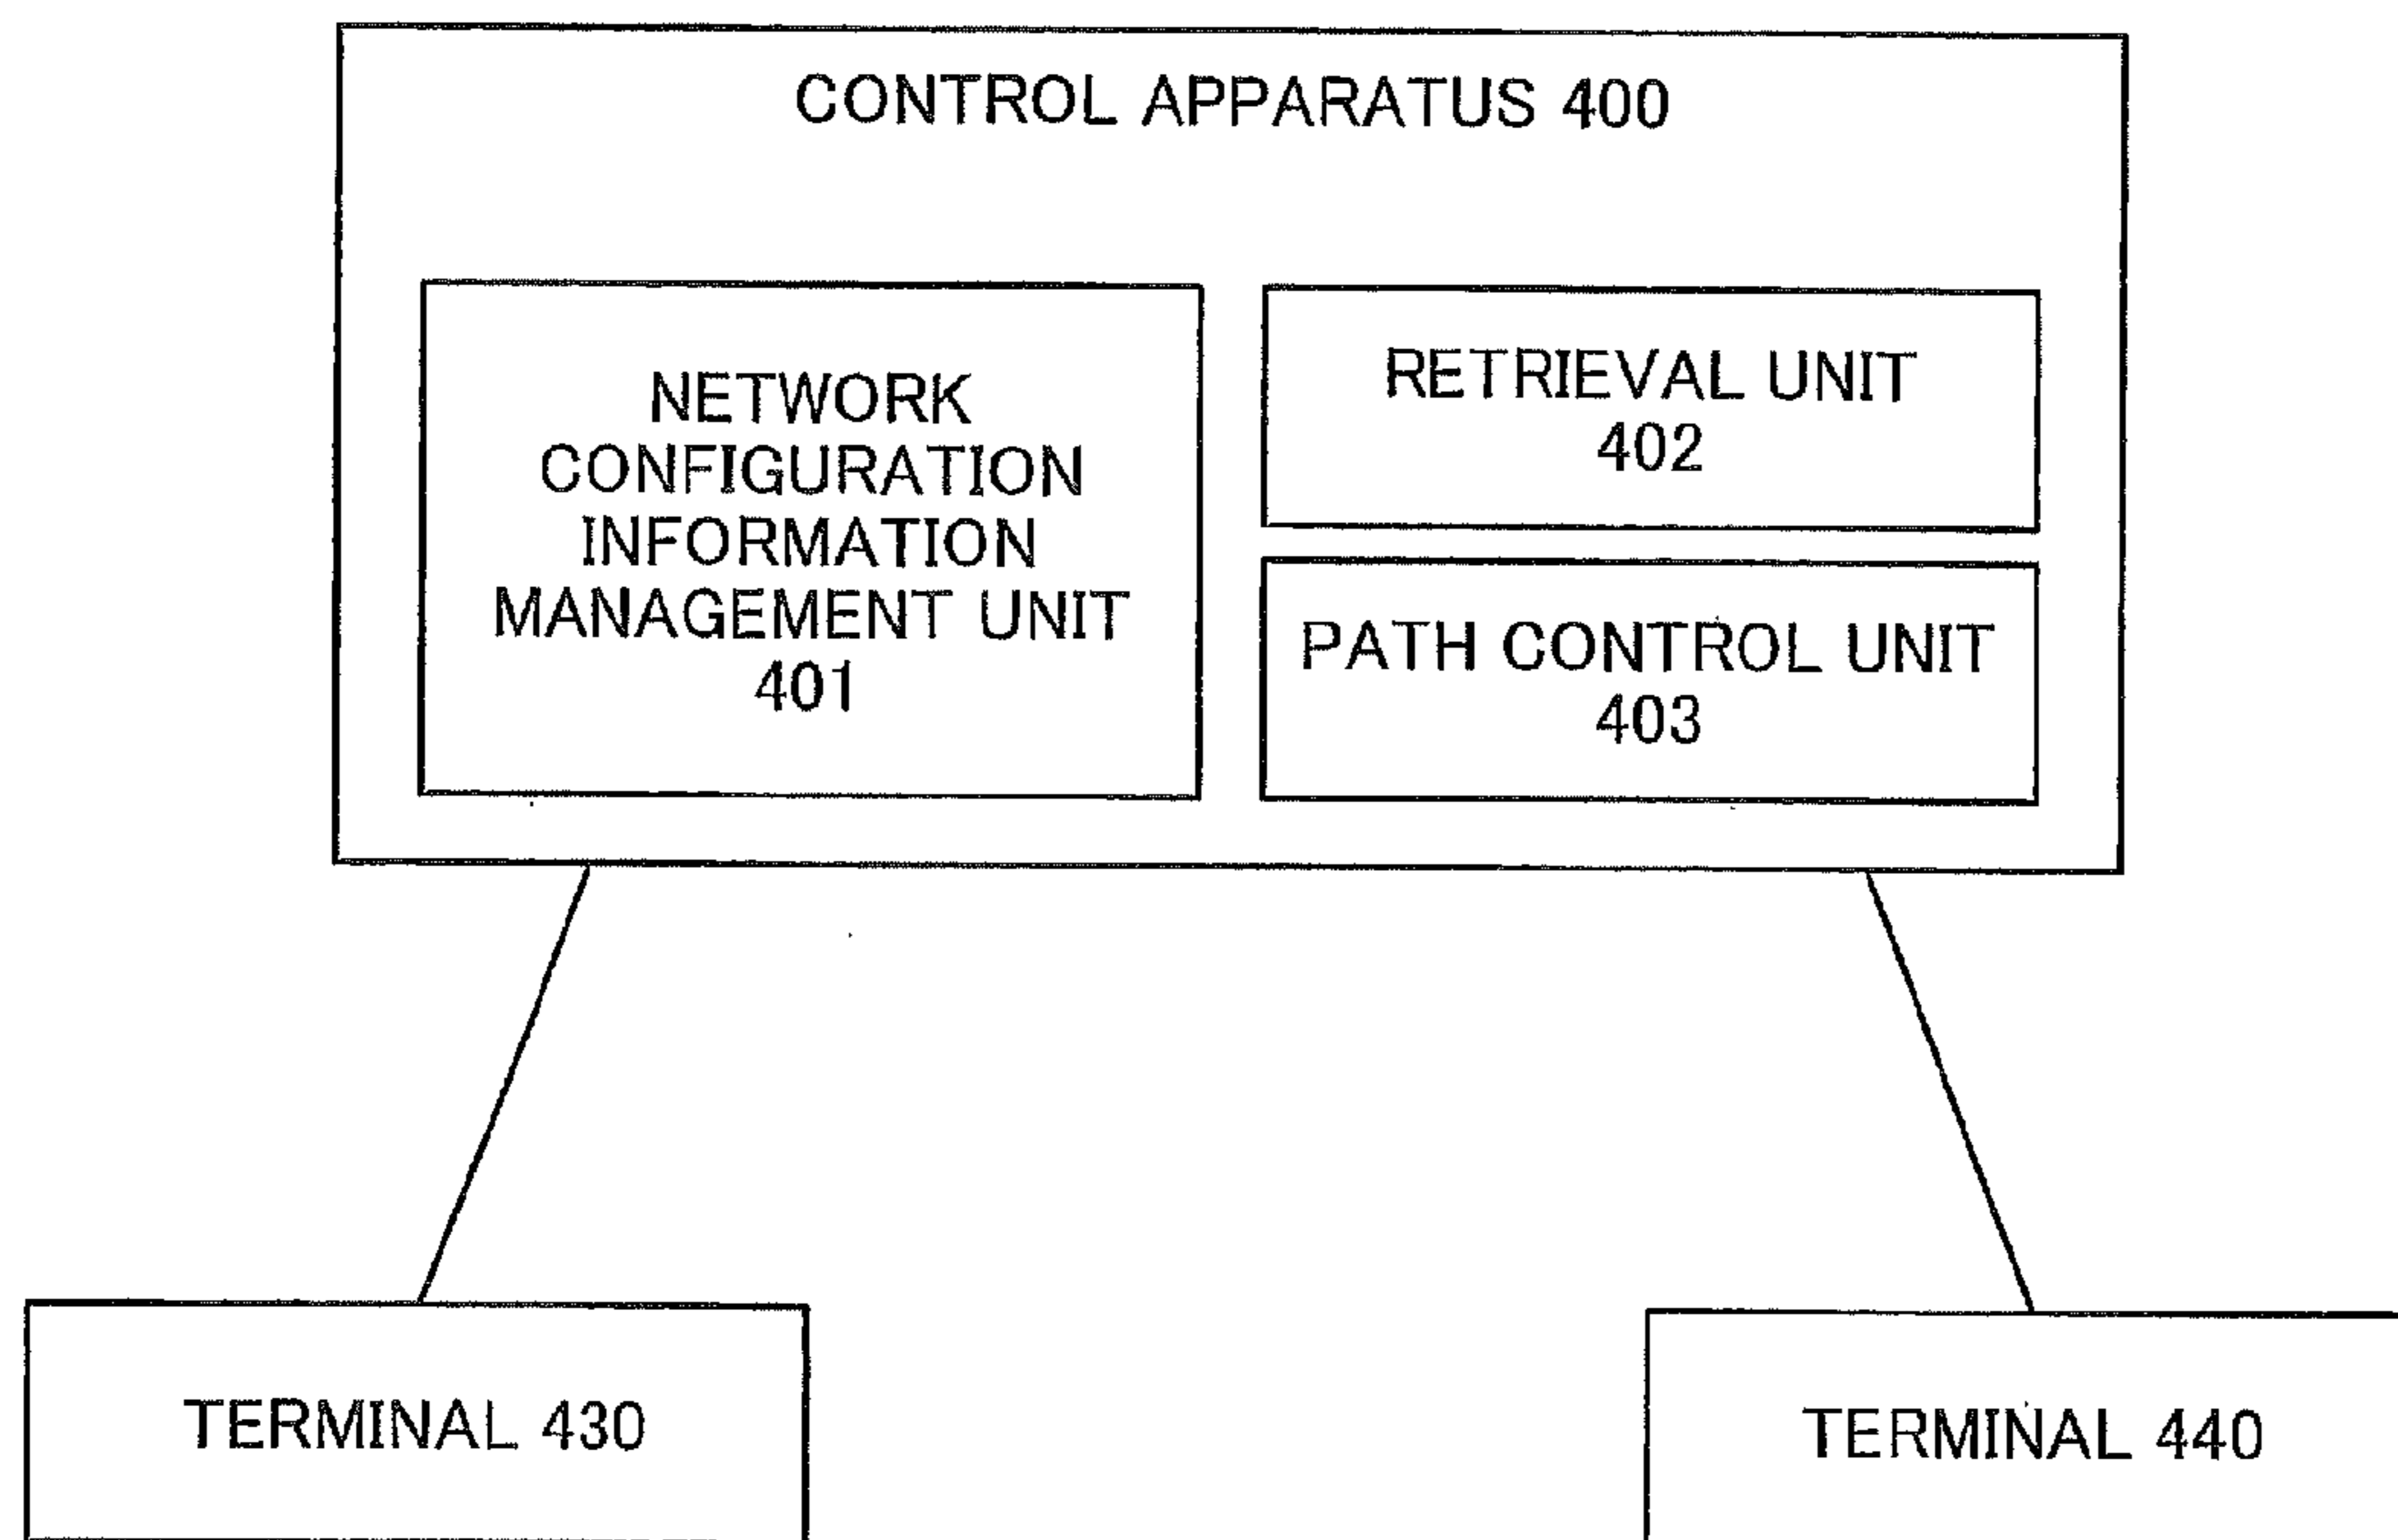 CONTROL APPARATUS 400
NETWORK
CONFIGURATION
INFORMATION
MANAGEMENT UNIT
401
RETRIEVAL UNIT
402
PATH CONTROL UNIT
403
TERMINAL 430
TERMINAL 440